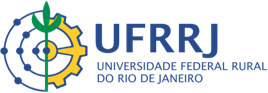 UFRRJ
UNIVERSIDADE FEDERAL RURAL
DO RIO DE JANEIRO